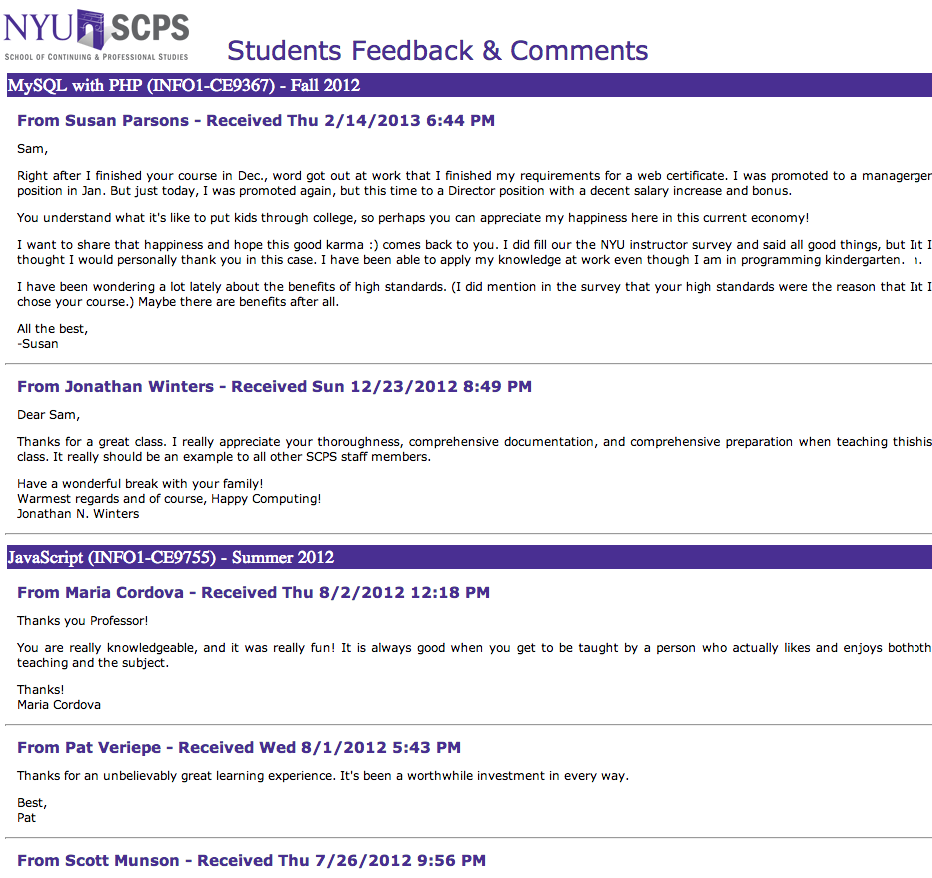 NYU SCPS
SCHOOL OF CONTINUING & PROFESSIONAL STUDIES
Students Feedback & Comments
MySQL with PHP (INFO1-CE9367) - Fall 2012
From Susan Parsons - Received Thu 2/14/2013 6:44 PM
Sam,
Right after I finished your course in Dec., word got out at work that I finished my requirements for a web certificate. I was promoted to a managerger
position in Jan. But just today, I was promoted again, but this time to a Director position with a decent salary increase and bonus.
You understand what it's like to put kids through college, so perhaps you can appreciate my happiness here in this current economy!
I want to share that happiness and hope this good karma :) comes back to you. I did fill our the NYU instructor survey and said all good things, but I
thought I would personally thank you in this case. I have been able to apply my knowledge at work even though I am in programming kindergarten.
I have been wondering a lot lately about the benefits of high standards. (I did mention in the survey that your high standards were the reason that I
chose your course.) Maybe there are benefits after all.
All the best,
-Susan
From Jonathan Winters - Received Sun 12/23/2012 8:49 PM
Dear Sam,
Thanks for a great class. I really appreciate your thoroughness, comprehensive documentation, and comprehensive preparation when teaching thishis
class. It really should be an example to all other SCPS staff members.
Have a wonderful break with your family!
Warmest regards and of course, Happy Computing!
Jonathan N. Winters
JavaScript (INFO1-CE9755) - Summer 2012
From Maria Cordova - Received Thu 8/2/2012 12:18 PM
Thanks you Professor!
You are really knowledgeable, and it was really fun! It is always good when you get to be taught by a person who actually likes and enjoys both
teaching and the subject.
Thanks!
Maria Cordova
From Pat Veriepe - Received Wed 8/1/2012 5:43 PM
Thanks for an unbelievably great learning experience. It's been a worthwhile investment in every way.
Best,
Pat
From Scott Munson - Received Thu 7/26/2012 9:56 PM